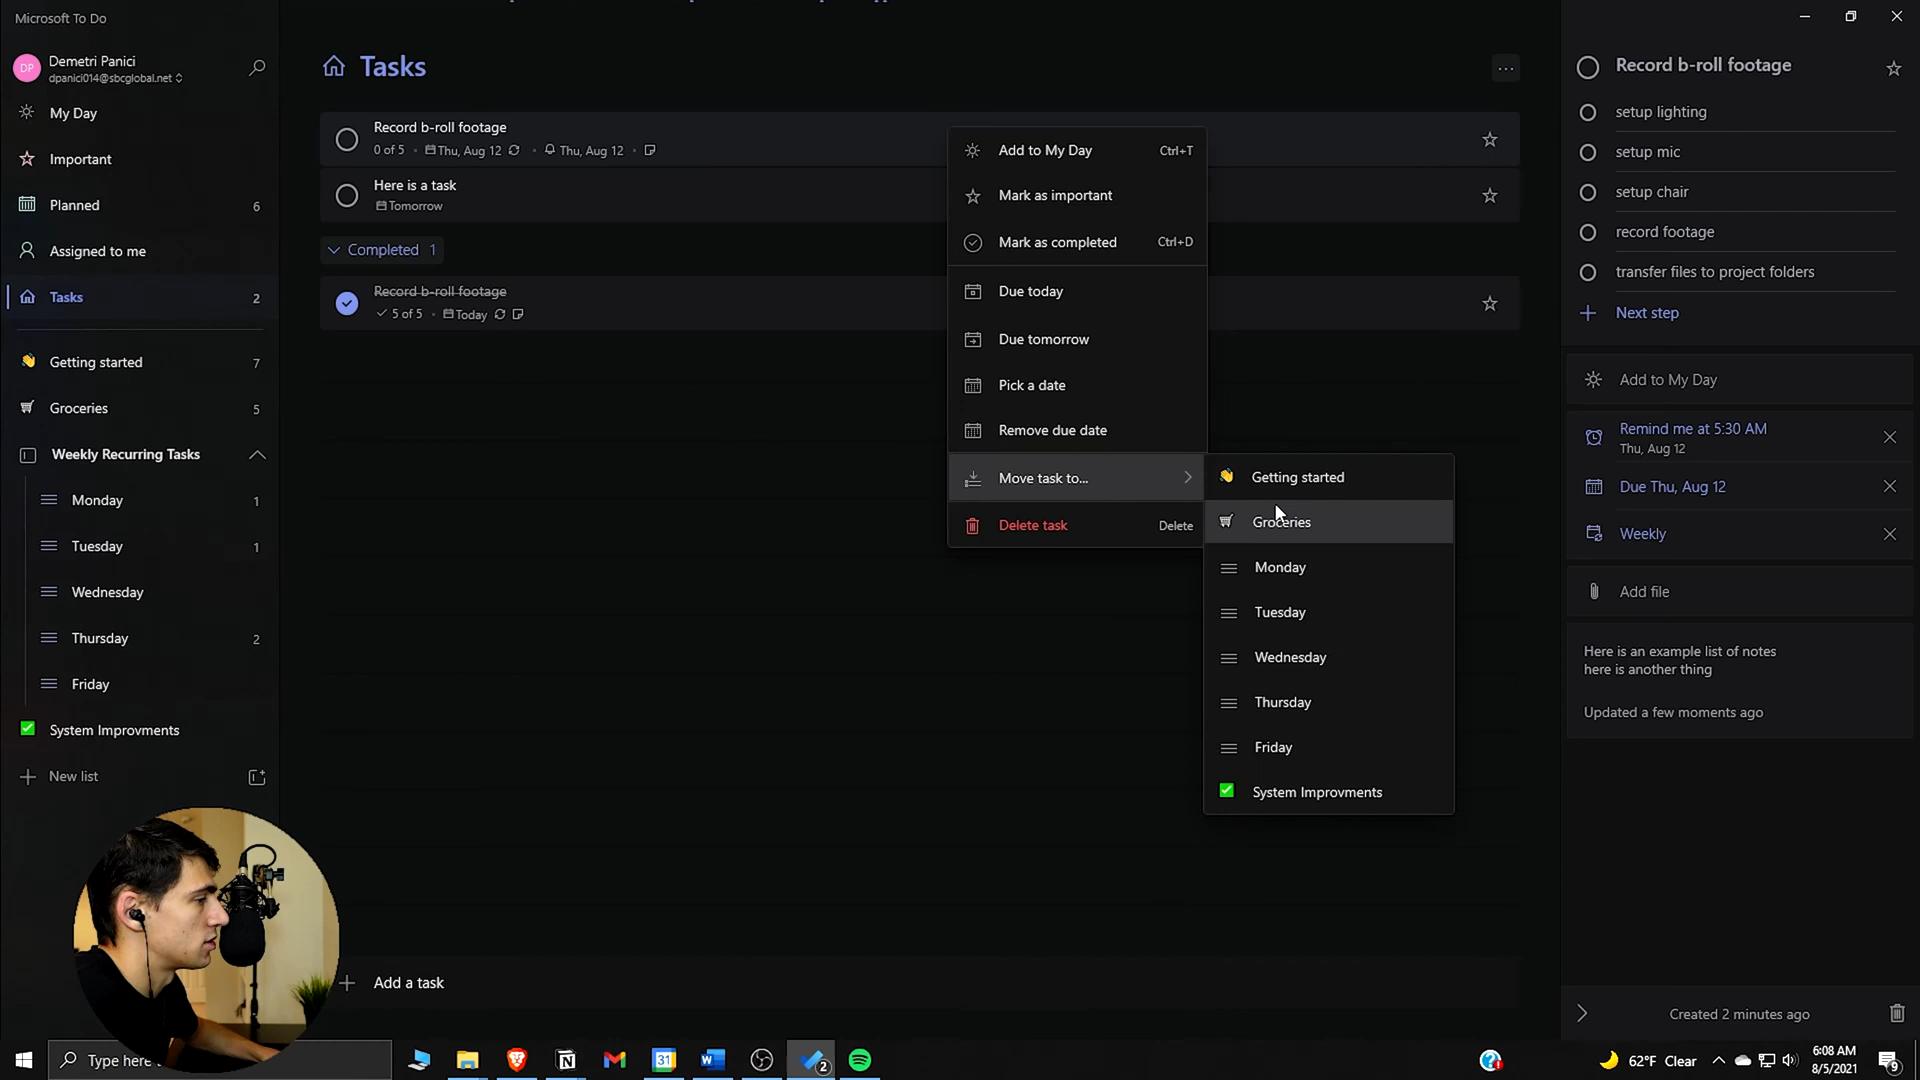 Microsoft To Do
DP
Demetri Panici
dpanici014@sbcglobal.net
My Day
Important
Planned 6
Assigned to me
Tasks 2
Getting started 7
Groceries 5
Weekly Recurring Tasks
Monday 1
Tuesday 1
Wednesday
Thursday 2
Friday
System Improvments
New list
Tasks
Record b-roll footage
0 of 5 • Thu, Aug 12 • Thu, Aug 12 •
Here is a task
Tomorrow
Completed 1
Record b-roll footage
5 of 5 • Today
Add a task
Add to My Day Ctrl+T
Mark as important
Mark as completed Ctrl+D
Due today
Due tomorrow
Pick a date
Remove due date
Move task to...
Delete task Delete
Getting started
Groceries
Monday
Tuesday
Wednesday
Thursday
Friday
System Improvments
Record b-roll footage
setup lighting
setup mic
setup chair
record footage
transfer files to project folders
Next step
Add to My Day
Remind me at 5:30 AM
Thu, Aug 12
Due Thu, Aug 12
Weekly
Add file
Here is an example list of notes
here is another thing
Updated a few moments ago
Created 2 minutes ago
Type here
31
2
62°F Clear
6:08 AM
8/5/2021
9